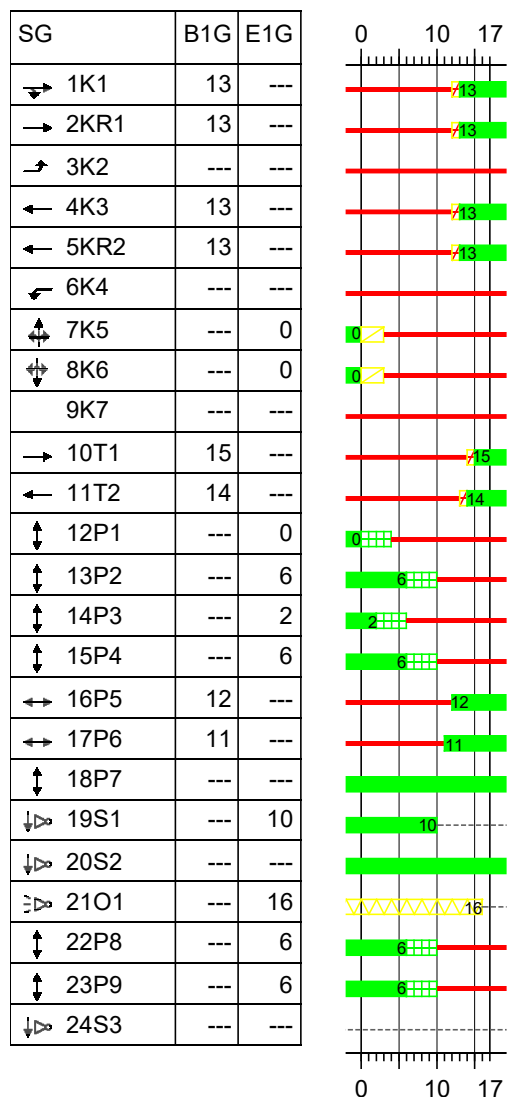 SG B1G E1G 0 10 17
1K1 13 --- 13
2KR1 13 --- 13
3K2 --- ---
4K3 13 --- 13
5KR2 13 --- 13
6K4 --- ---
7K5 --- 0 0
8K6 --- 0 0
9K7 --- ---
10T1 15 --- 15
11T2 14 --- 14
12P1 --- 0 0
13P2 --- 6 6
14P3 --- 2 2
15P4 --- 6 6
16P5 12 --- 12
17P6 11 --- 11
18P7 --- ---
19S1 --- 10 10
20S2 --- ---
21O1 --- 16 16
22P8 --- 6 6
23P9 --- 6 6
24S3 --- ---
0 10 17